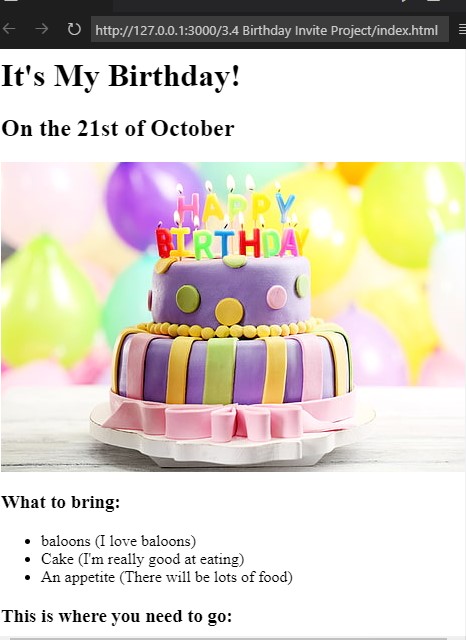 http://127.0.0.1:3000/3.4 Birthday Invite Project/index.html
It's My Birthday!
On the 21st of October
HAPPY
BIRTHDAY
What to bring:
baloons (I love baloons)
Cake (I'm really good at eating)
An appetite (There will be lots of food)
This is where you need to go: